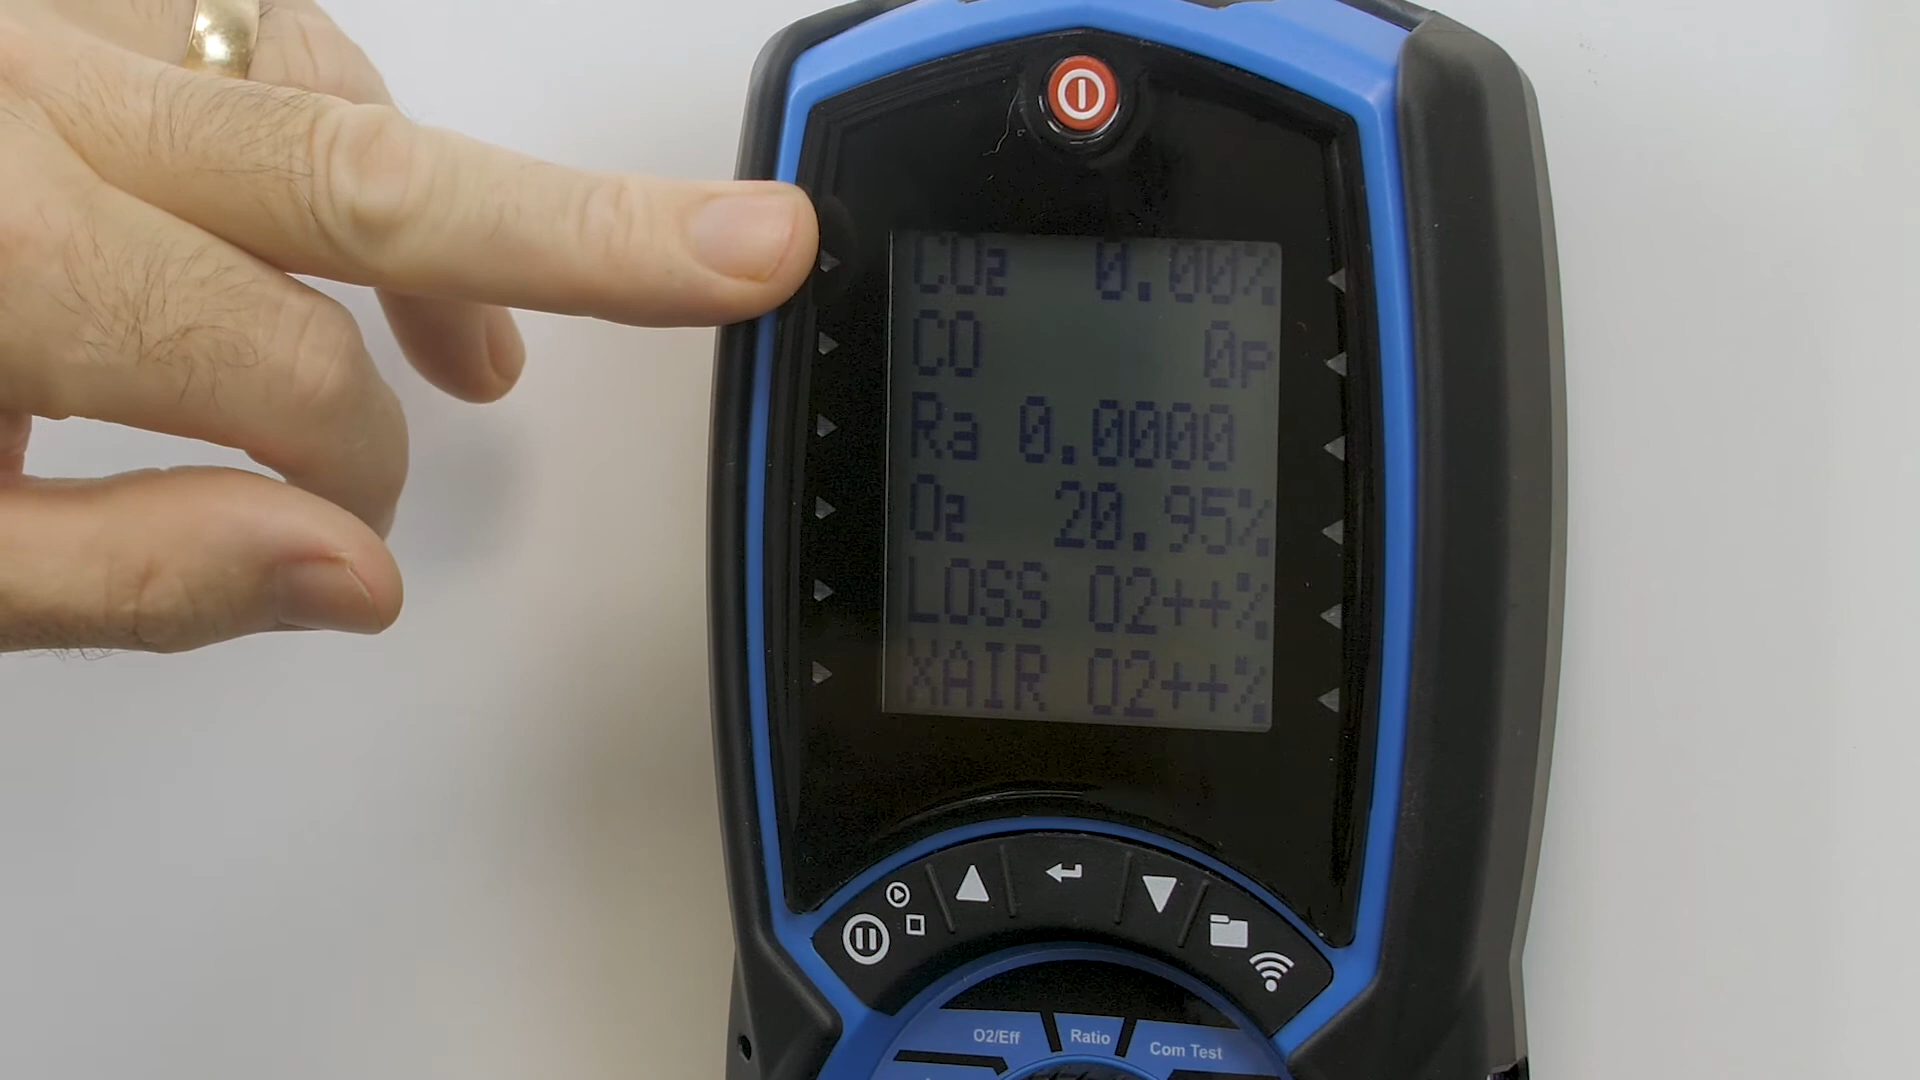 CO₂ 0.00%
CO 0p
Ra 0.0000
O₂ 20.95%
LOSS O2++%
XAIR O2++%
O2/Eff
Ratio
Com Test